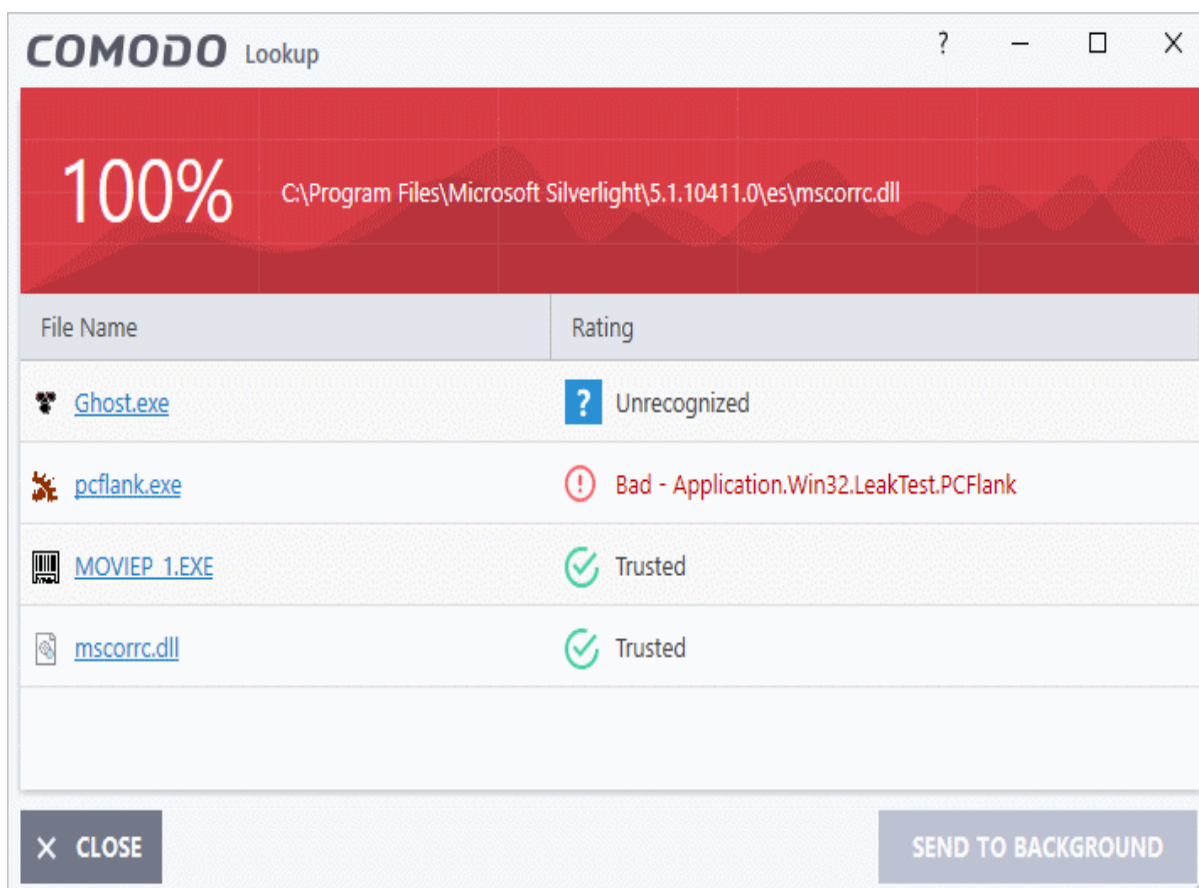 COMODO Lookup ?
100% C:\Program Files\Microsoft Silverlight\5.1.10411.0\es\mscorrc.dll
File Name Rating
Ghost.exe ? Unrecognized
pcflank.exe ! Bad - Application.Win32.LeakTest.PCFlank
MOVIEP_1.EXE Trusted
mscorrc.dll Trusted
CLOSE SEND TO BACKGROUND